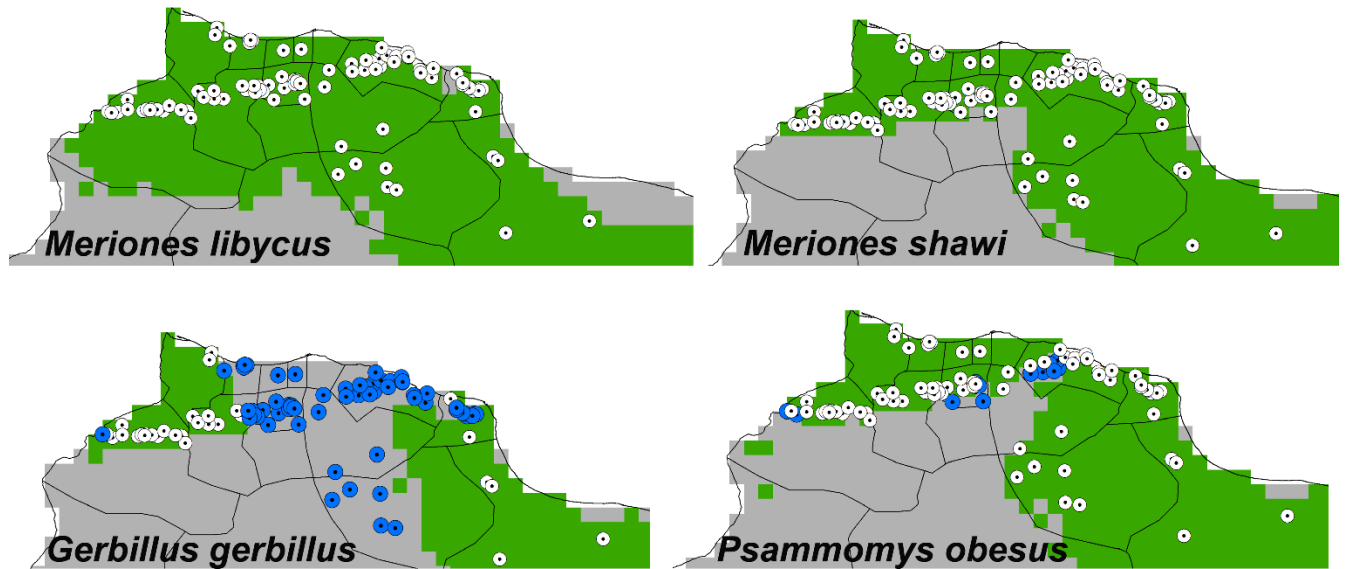 Meriones libycus
Meriones shawi
Gerbillus gerbillus
Psammomys obesus